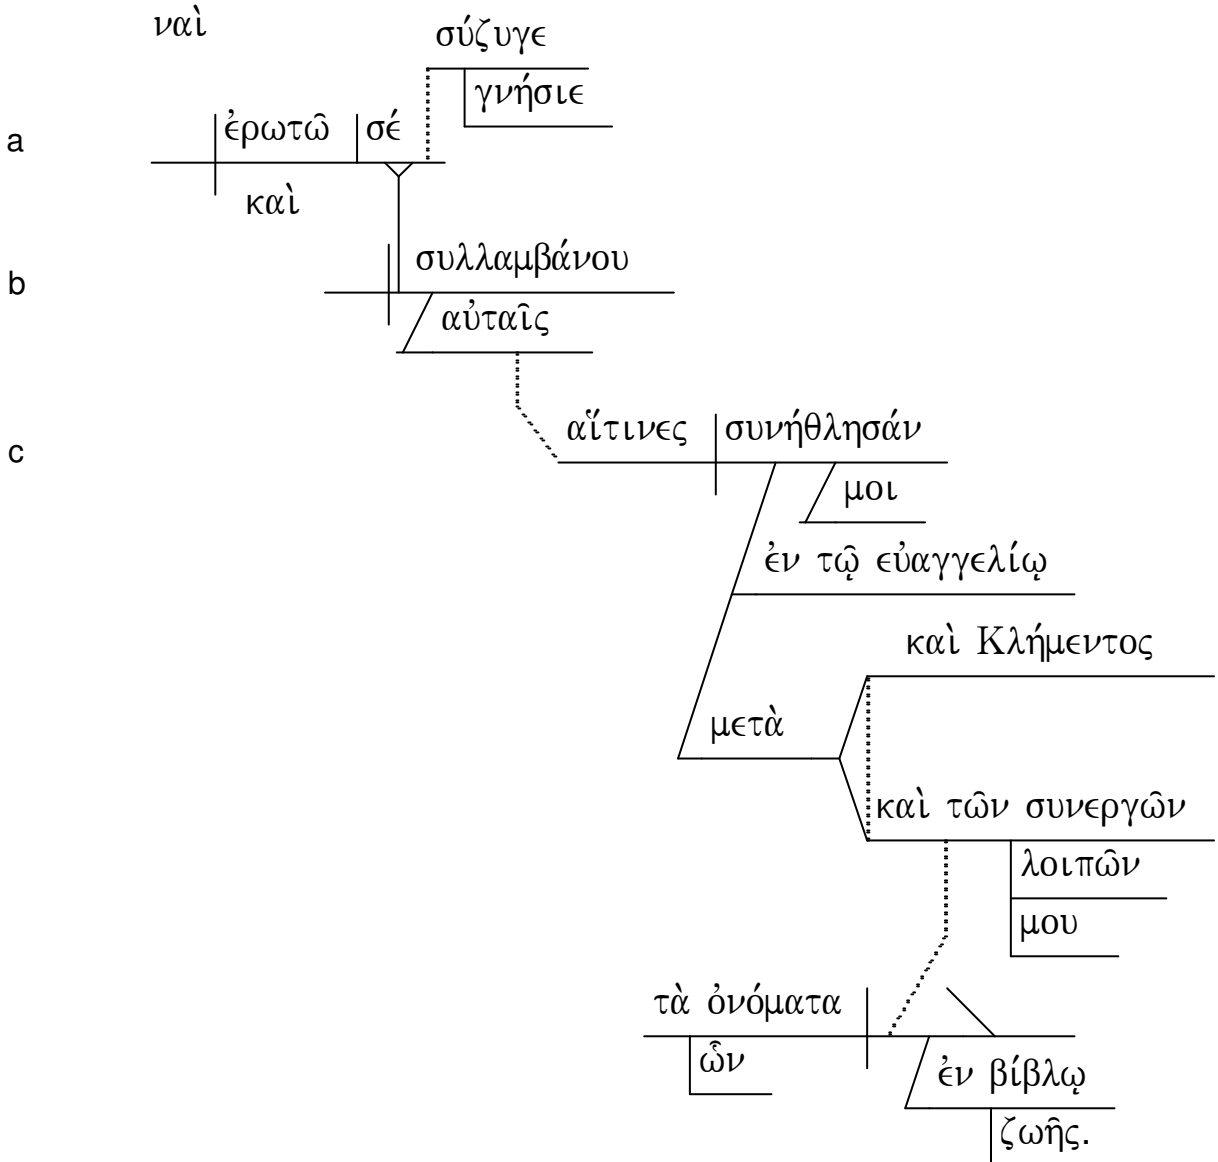 ναὶ
σύζυγε
γνήσιε
a
ἐρωτῶ σέ
καὶ
b
συλλαμβάνου
αὐταῖς
c
αἵτινες συνήθλησάν
μοι
ἐν τῷ εὐαγγελίῳ
καὶ Κλήμεντος
μετὰ
καὶ τῶν συνεργῶν
λοιπῶν
μου
τὰ ὀνόματα
ὧν
ἐν βίβλῳ
ζωῆς.